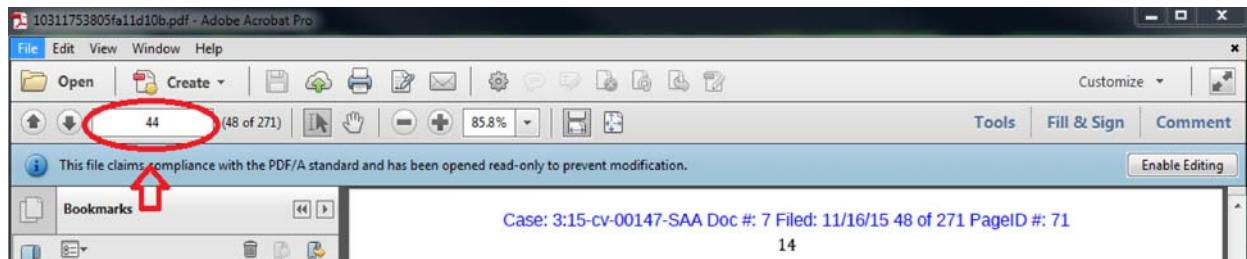 10311753805fa11d10b.pdf - Adobe Acrobat Pro
File Edit View Window Help
Open Create Customize
44 (48 of 271) 85.8% Tools Fill & Sign Comment
This file claims compliance with the PDF/A standard and has been opened read-only to prevent modification. Enable Editing
Bookmarks
Case: 3:15-cv-00147-SAA Doc #: 7 Filed: 11/16/15 48 of 271 PageID #: 71
14